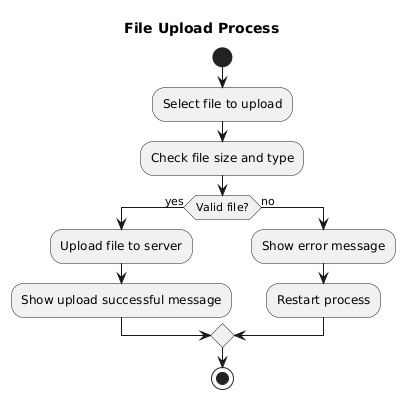 File Upload Process
Select file to upload
Check file size and type
Valid file?
yes
no
Upload file to server
Show error message
Show upload successful message
Restart process